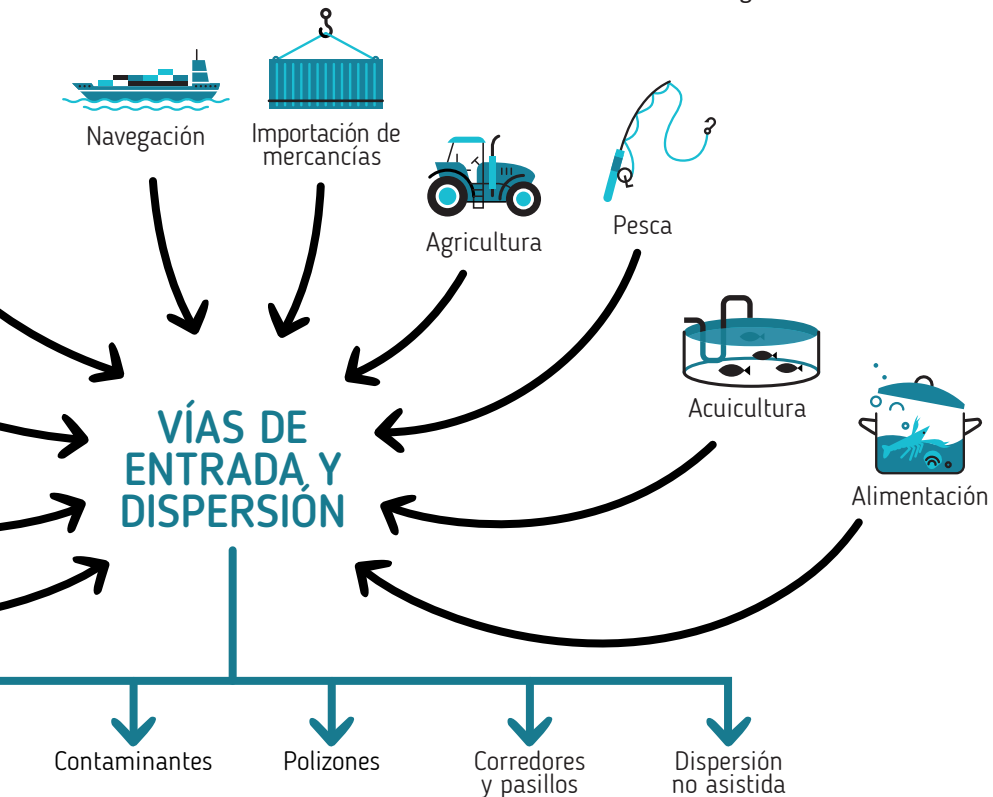 Navegación
Importación de
mercancías
Agricultura
Pesca
Acuicultura
Alimentación
VÍAS DE
ENTRADA Y
DISPERSIÓN
Contaminantes
Polizones
Corredores
y pasillos
Dispersión
no asistida